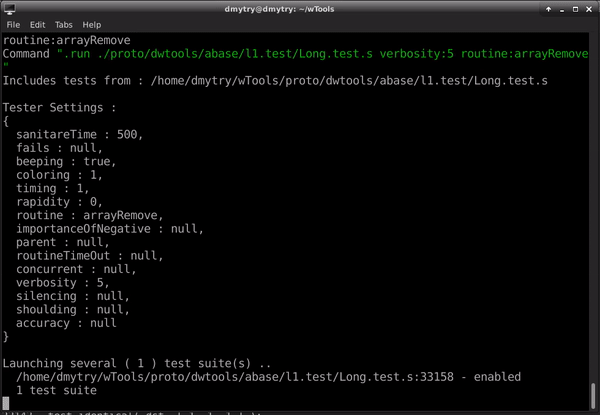 dmytry@dmytry: ~/wTools
File Edit Tabs Help
routine:arrayRemove
Command ".run ./proto/dwtools/abase/l1.test/Long.test.s verbosity:5 routine:arrayRemove
"
Includes tests from : /home/dmytry/wTools/proto/dwtools/abase/l1.test/Long.test.s
Tester Settings :
{
sanitareTime : 500,
fails : null,
beeping : true,
coloring : 1,
timing : 1,
rapidity : 0,
routine : arrayRemove,
importanceOfNegative : null,
parent : null,
routineTimeOut : null,
concurrent : null,
verbosity : 5,
silencing : null,
shoulding : null,
accuracy : null
}
Launching several ( 1 ) test suite(s) ..
/home/dmytry/wTools/proto/dwtools/abase/l1.test/Long.test.s:33158 - enabled
1 test suite